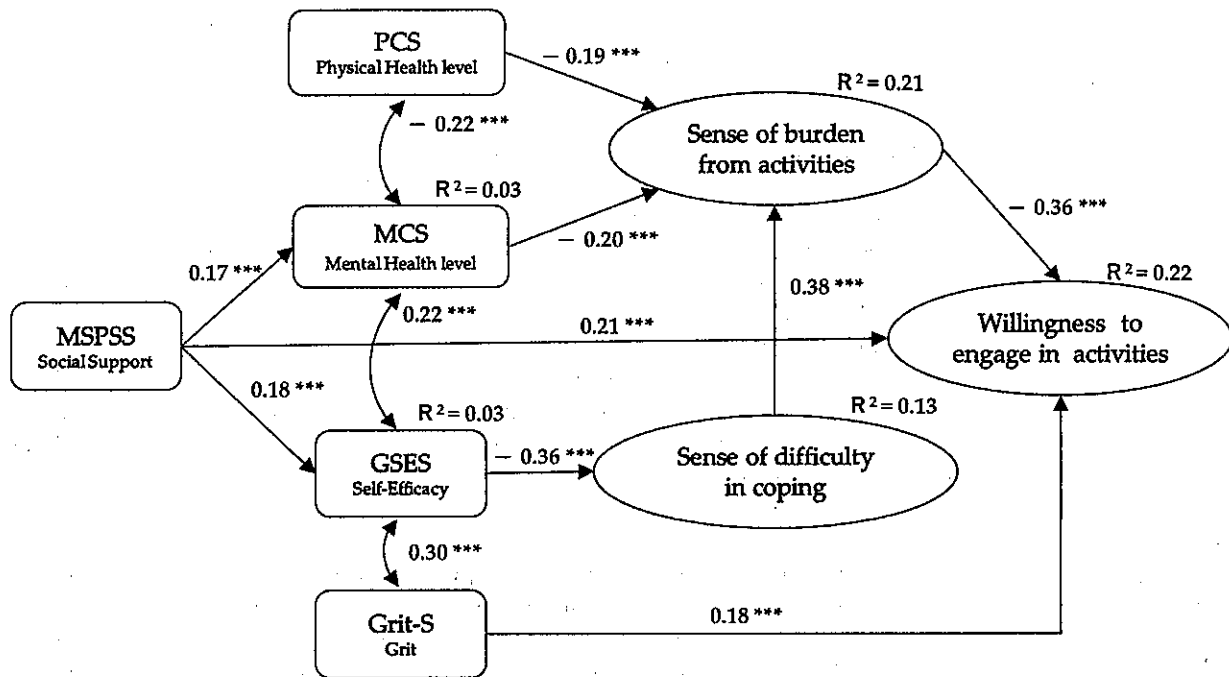 PCS
Physical Health level
− 0.19 ***
R² = 0.21
Sense of burden
from activities
− 0.22 ***
R² = 0.03
MCS
Mental Health level
− 0.20 ***
− 0.36 ***
0.17 ***
R² = 0.22
0.22 ***
0.38 ***
MSPSS
Social Support
0.21 ***
Willingness to
engage in activities
0.18 ***
R² = 0.03
R² = 0.13
GSES
Self-Efficacy
− 0.36 ***
Sense of difficulty
in coping
0.30 ***
Grit-S
Grit
0.18 ***